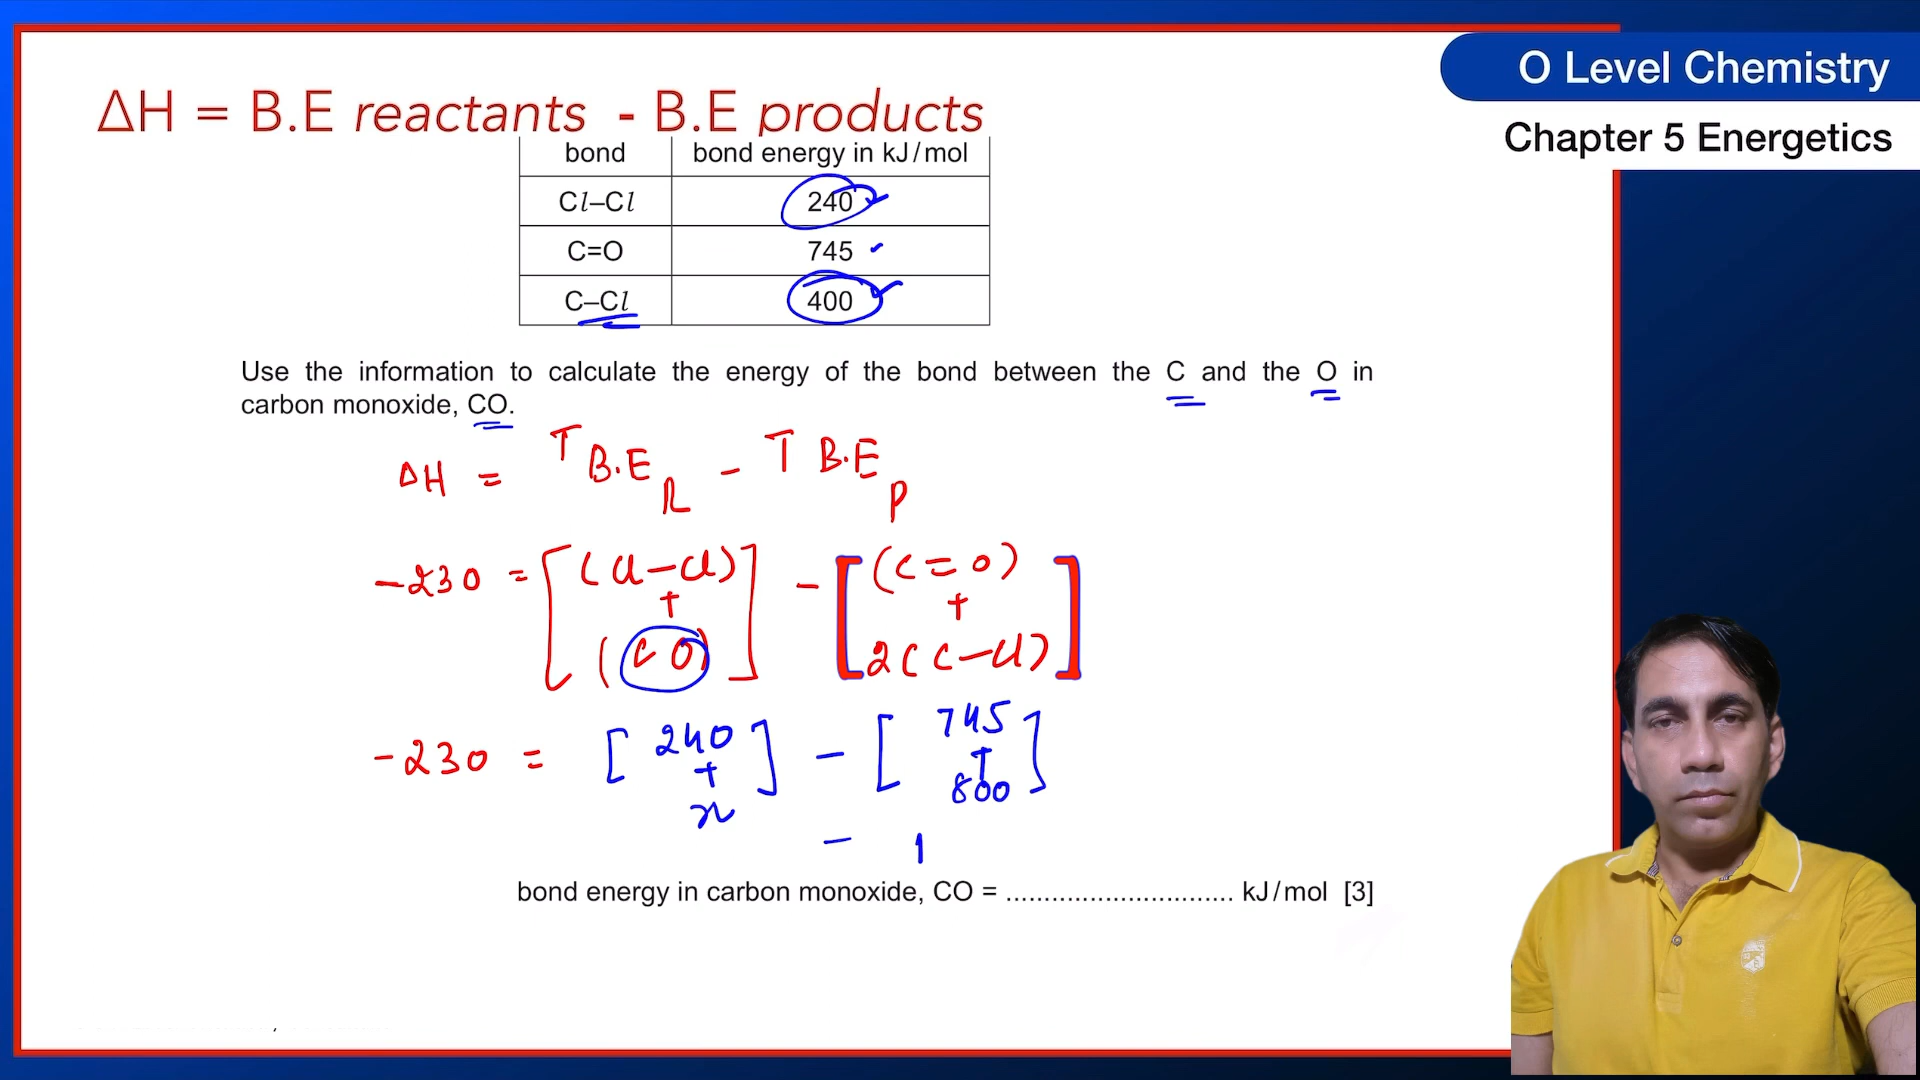 O Level Chemistry
Chapter 5 Energetics
ΔH = B.E reactants - B.E products
bond bond energy in kJ/mol
Cl–Cl 240
C=O 745
C–Cl 400
Use the information to calculate the energy of the bond between the C and the O in
carbon monoxide, CO.
ΔH = T B.E R - T B.E P
-230 = [(Cl-Cl) + (C O)] - [(C=O) + 2(C-Cl)]
-230 = [240 + x] - [745 + 800]
- 1
bond energy in carbon monoxide, CO = .............................. kJ/mol [3]